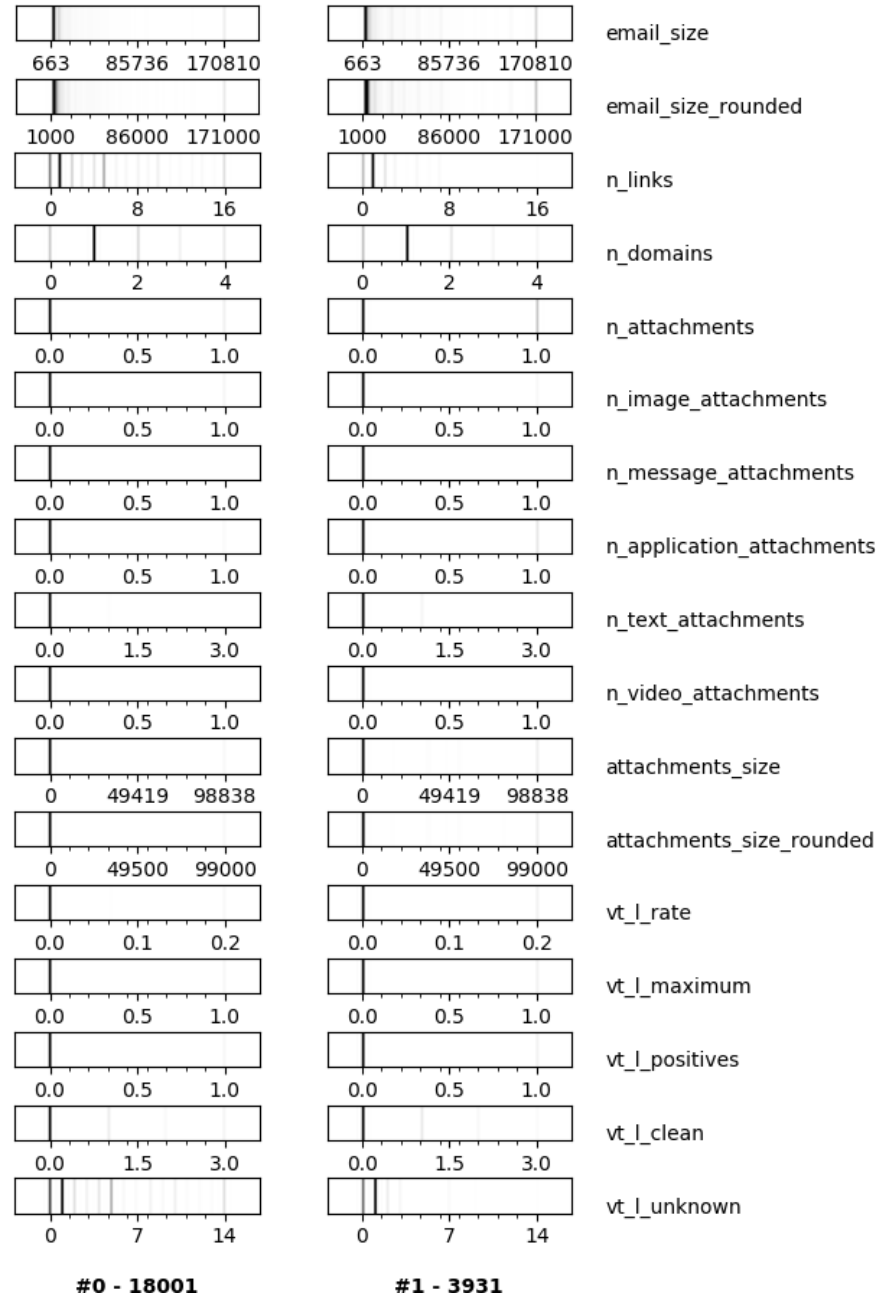 email_size
663 85736 170810 663 85736 170810
email_size_rounded
1000 86000 171000 1000 86000 171000
n_links
0 8 16 0 8 16
n_domains
0 2 4 0 2 4
n_attachments
0.0 0.5 1.0 0.0 0.5 1.0
n_image_attachments
0.0 0.5 1.0 0.0 0.5 1.0
n_message_attachments
0.0 0.5 1.0 0.0 0.5 1.0
n_application_attachments
0.0 0.5 1.0 0.0 0.5 1.0
n_text_attachments
0.0 1.5 3.0 0.0 1.5 3.0
n_video_attachments
0.0 0.5 1.0 0.0 0.5 1.0
attachments_size
0 49419 98838 0 49419 98838
attachments_size_rounded
0 49500 99000 0 49500 99000
vt_l_rate
0.0 0.1 0.2 0.0 0.1 0.2
vt_l_maximum
0.0 0.5 1.0 0.0 0.5 1.0
vt_l_positives
0.0 0.5 1.0 0.0 0.5 1.0
vt_l_clean
0.0 1.5 3.0 0.0 1.5 3.0
vt_l_unknown
0 7 14 0 7 14
#0 - 18001 #1 - 3931